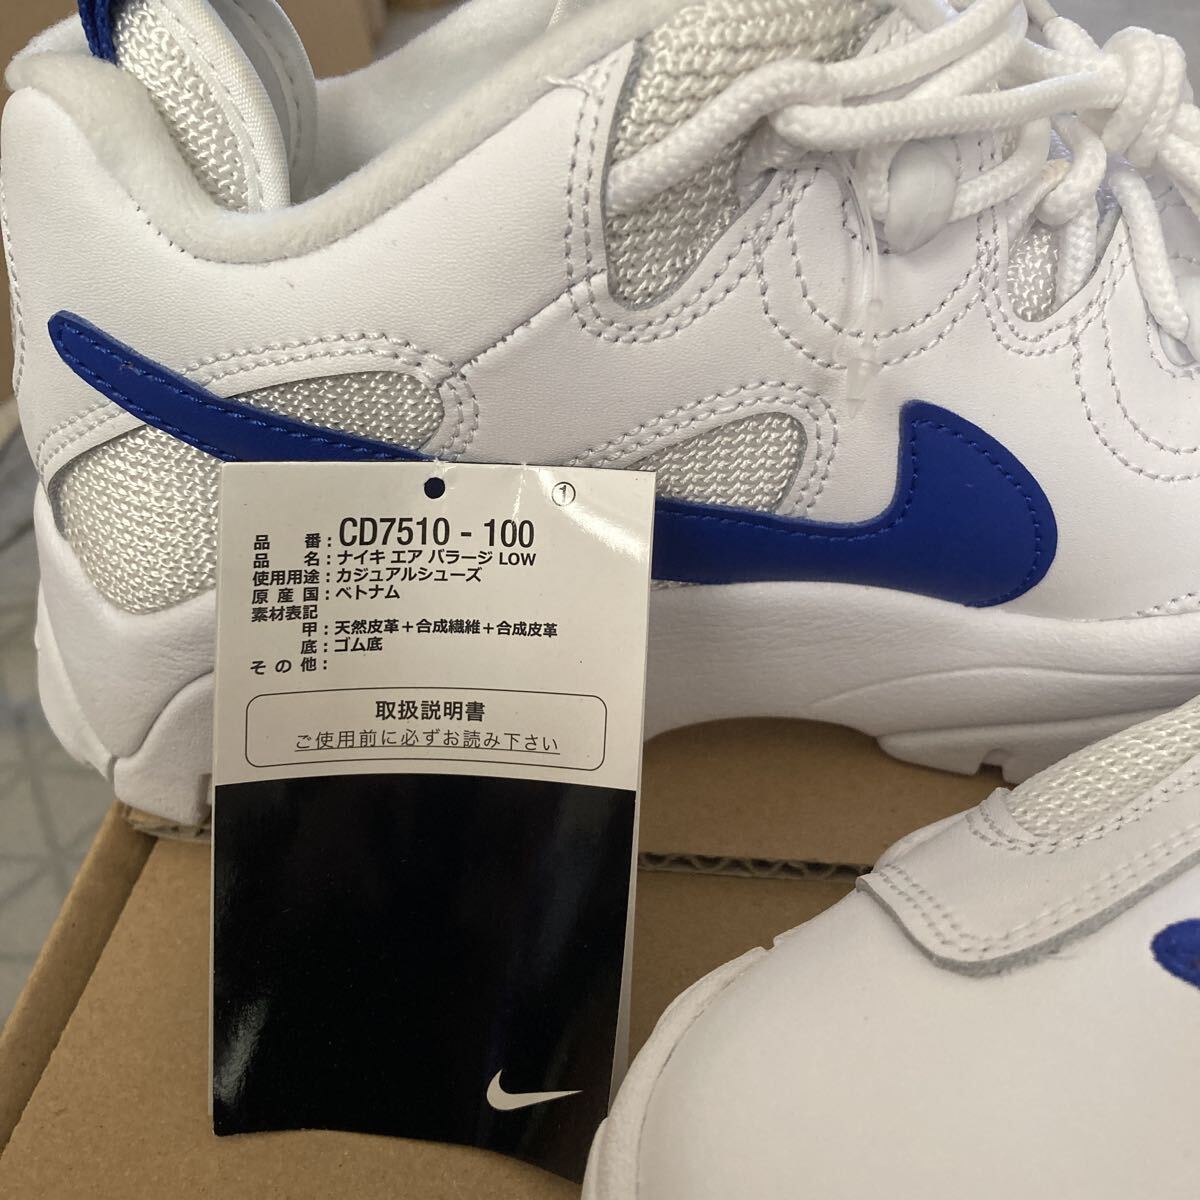 ①
品 番 : CD7510 - 100
品 名 : ナイキ エア バラージ LOW
使用用途 : カジュアルシューズ
原 産 国 : ベトナム
素材表記
甲 : 天然皮革＋合成繊維＋合成皮革
底 : ゴム底
そ の 他 :
取扱説明書
ご使用前に必ずお読み下さい